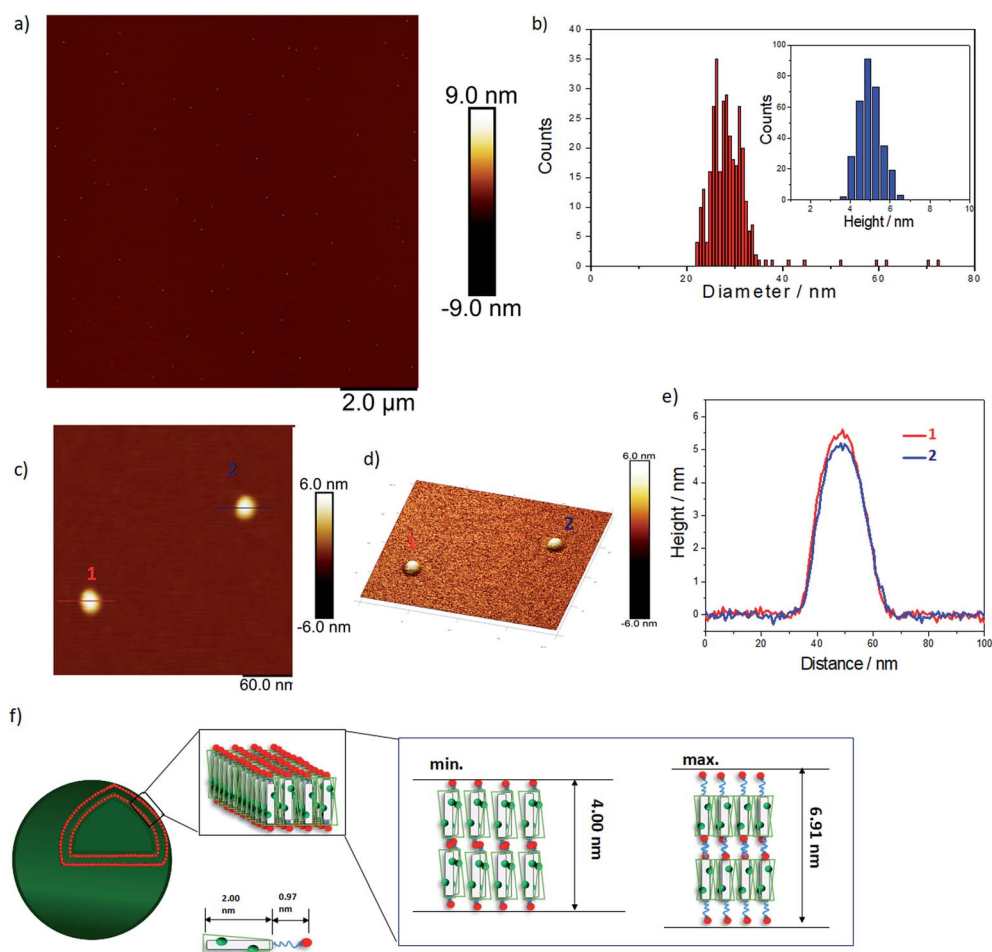 a)
9.0 nm
-9.0 nm
2.0 µm
b)
Counts
40
35
30
25
20
15
10
5
0
0
20
40
60
80
Diameter / nm
Counts
100
80
60
40
20
0
2
4
6
8
10
Height / nm
c)
2
1
6.0 nm
-6.0 nm
60.0 nm
d)
1
2
6.0 nm
-6.0 nm
e)
Height / nm
6
5
4
3
2
1
0
0
20
40
60
80
100
Distance / nm
1
2
f)
2.00
nm
0.97
nm
min.
4.00 nm
max.
6.91 nm